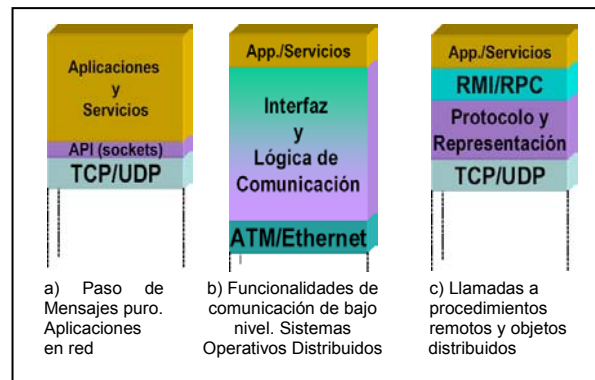 Aplicaciones
y
Servicios
API (sockets)
TCP/UDP
a) Paso de
Mensajes puro.
Aplicaciones
en red
App./Servicios
Interfaz
y
Lógica de
Comunicación
ATM/Ethernet
b) Funcionalidades de
comunicación de bajo
nivel. Sistemas
Operativos Distribuidos
App./Servicios
RMI/RPC
Protocolo y
Representación
TCP/UDP
c) Llamadas a
procedimientos
remotos y objetos
distribuidos